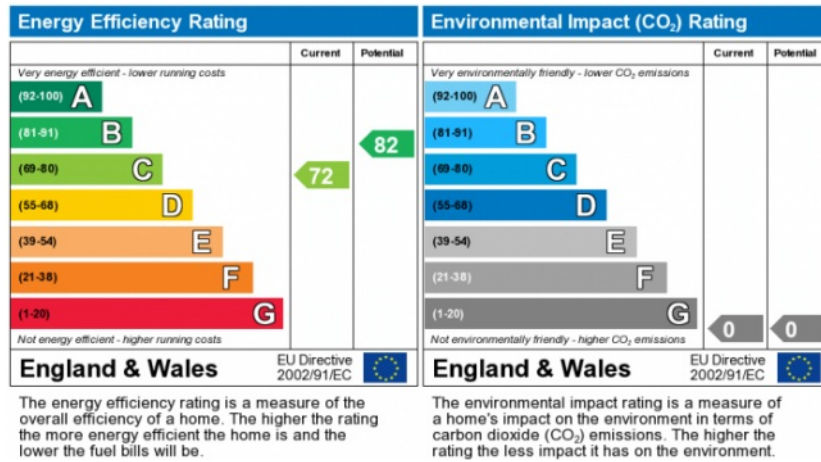 Energy Efficiency Rating
Current Potential
Very energy efficient - lower running costs
(92-100) A
(81-91) B
82
(69-80) C
72
(55-68) D
(39-54) E
(21-38) F
(1-20) G
Not energy efficient - higher running costs
England & Wales
EU Directive
2002/91/EC
The energy efficiency rating is a measure of the
overall efficiency of a home. The higher the rating
the more energy efficient the home is and the
lower the fuel bills will be.
Environmental Impact (CO₂) Rating
Current Potential
Very environmentally friendly - lower CO₂ emissions
(92-100) A
(81-91) B
(69-80) C
(55-68) D
(39-54) E
(21-38) F
(1-20) G
0 0
Not environmentally friendly - higher CO₂ emissions
England & Wales
EU Directive
2002/91/EC
The environmental impact rating is a measure of
a home's impact on the environment in terms of
carbon dioxide (CO₂) emissions. The higher the
rating the less impact it has on the environment.